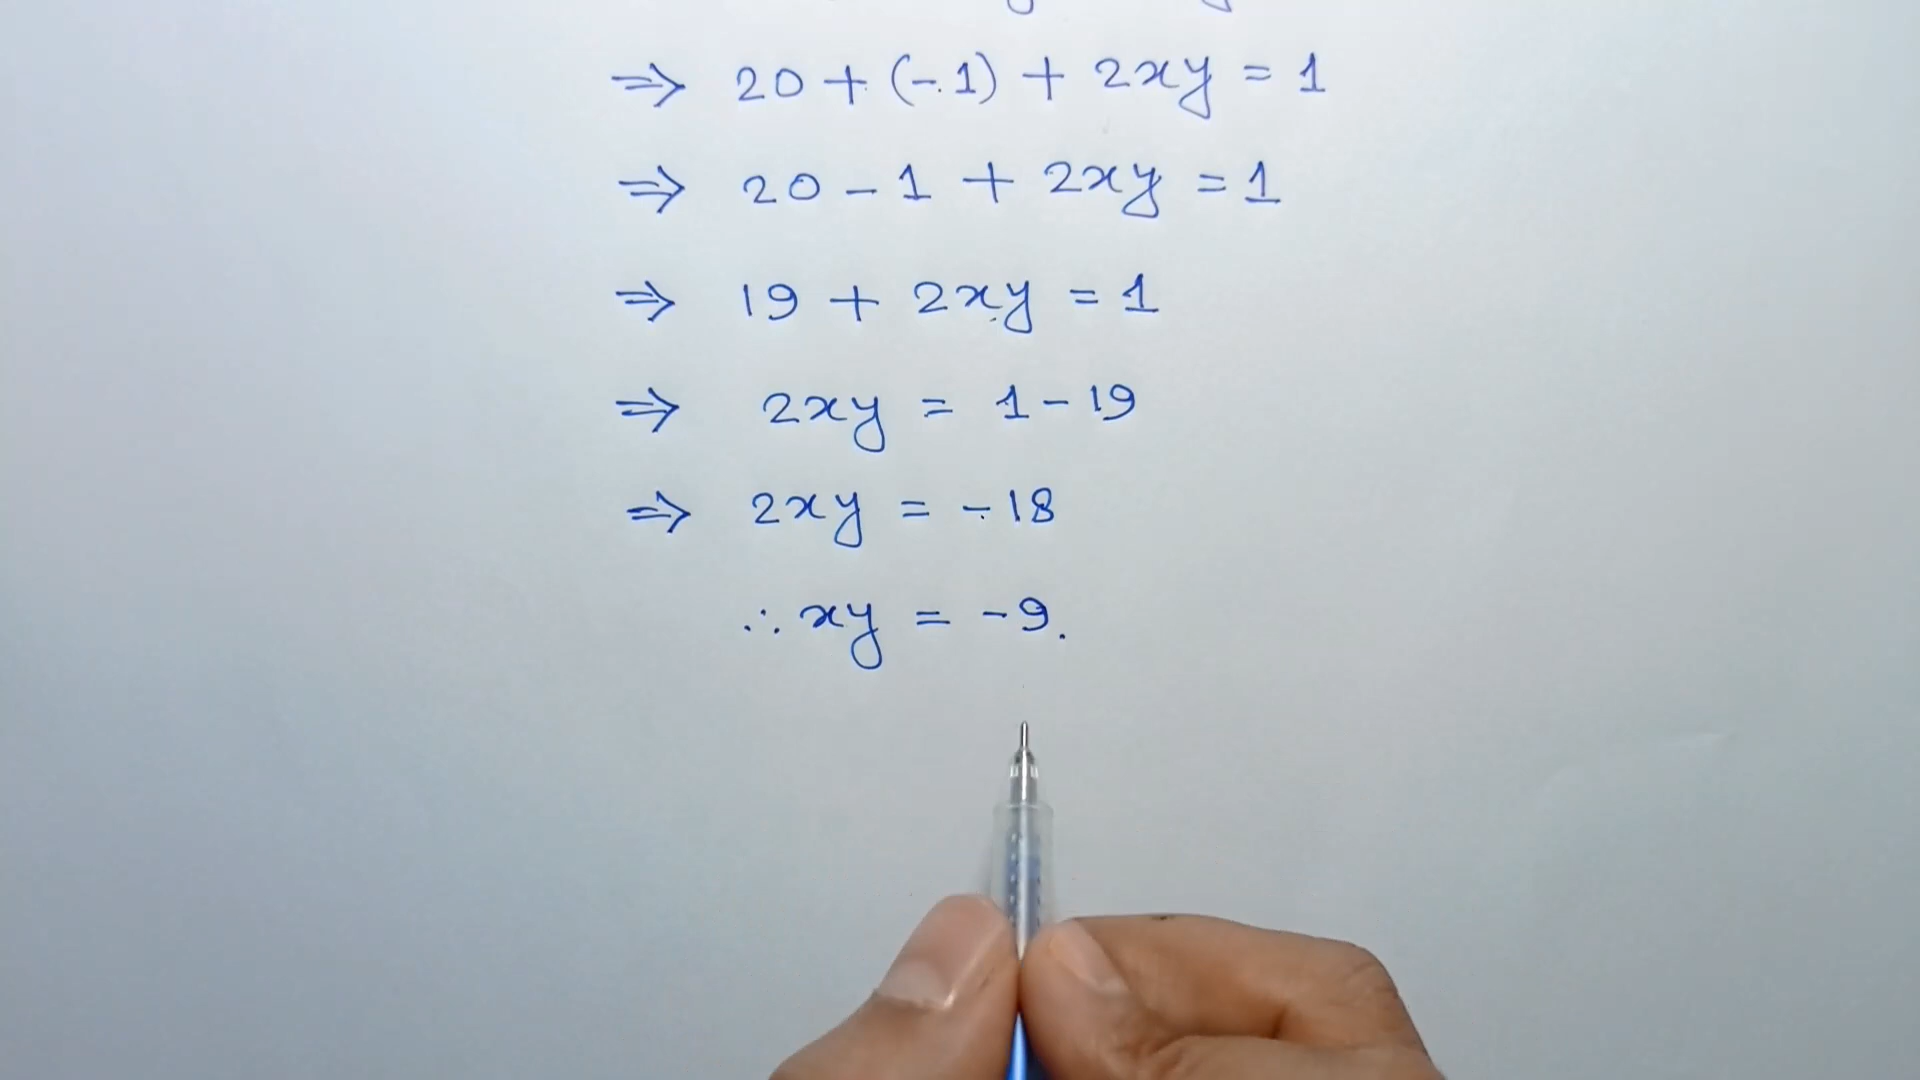 ⇒ 20 + (-1) + 2xy = 1
⇒ 20 - 1 + 2xy = 1
⇒ 19 + 2xy = 1
⇒ 2xy = 1 - 19
⇒ 2xy = -18
∴ xy = -9.